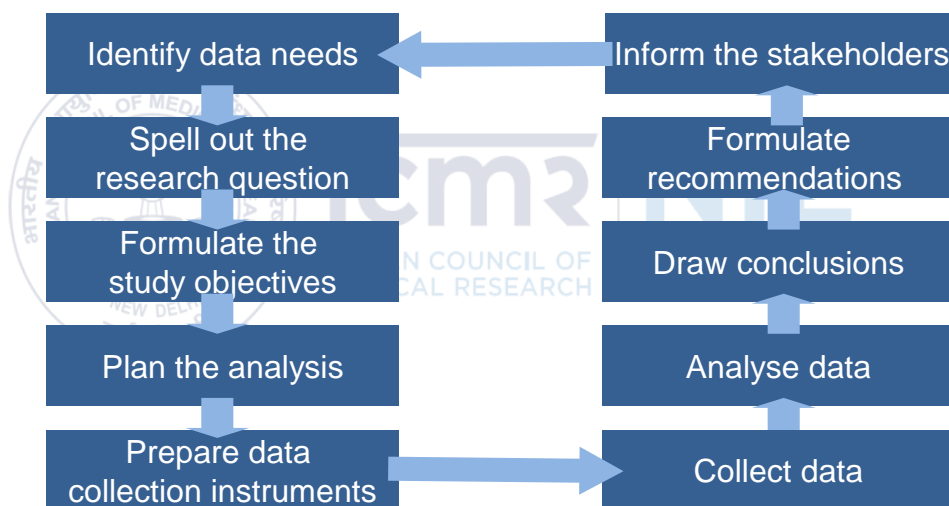 Identify data needs
Inform the stakeholders
Spell out the
research question
Formulate
recommendations
Formulate the
study objectives
Draw conclusions
Plan the analysis
Analyse data
Prepare data
collection instruments
Collect data
icmr
N COUNCIL OF
CAL RESEARCH
OF MEDI
NEW DEL
भारतीय